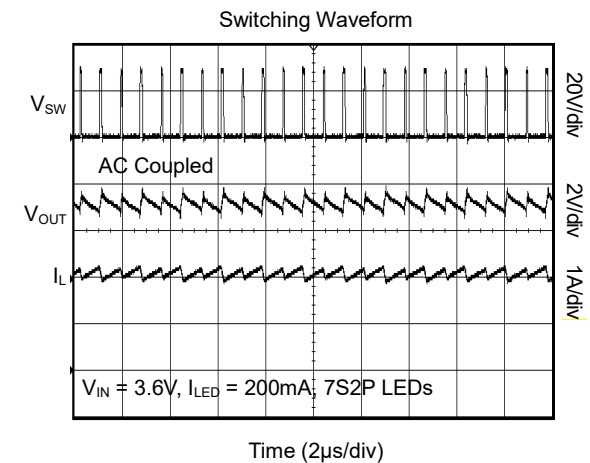 Switching Waveform
V_SW
20V/div
AC Coupled
V_OUT
2V/div
I_L
1A/div
V_IN = 3.6V, I_LED = 200mA, 7S2P LEDs
Time (2µs/div)